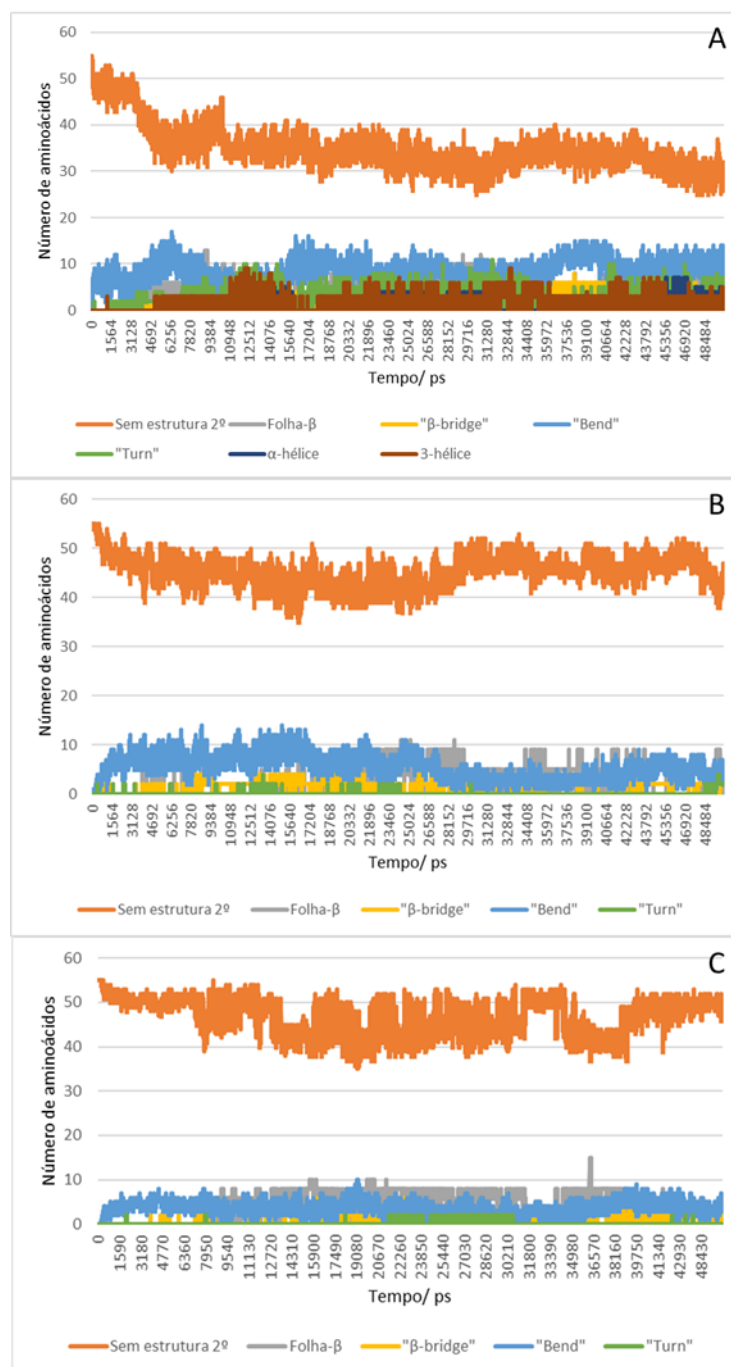 A
60
50
40
30
20
10
0
Número de aminoácidos
0 1564 3128 4692 6256 7820 9384 10948 12512 14076 15640 17204 18768 20332 21896 23460 25024 26588 28152 29716 31280 32844 34408 35972 37536 39100 40664 42228 43792 45356 46920 48484
Tempo/ ps
Sem estrutura 2º Folha-β "β-bridge" "Bend"
"Turn" α-hélice 3-hélice
B
60
50
40
30
20
10
0
Número de aminoácidos
0 1564 3128 4692 6256 7820 9384 10948 12512 14076 15640 17204 18768 20332 21896 23460 25024 26588 28152 29716 31280 32844 34408 35972 37536 39100 40664 42228 43792 45356 46920 48484
Tempo/ ps
Sem estrutura 2º Folha-β "β-bridge" "Bend" "Turn"
C
60
50
40
30
20
10
0
Número de aminoácidos
0 1590 3180 4770 6360 7950 9540 11130 12720 14310 15900 17490 19080 20670 22260 23850 25440 27030 28620 30210 31800 33390 34980 36570 38160 39750 41340 42930 48430
Tempo/ ps
Sem estrutura 2º Folha-β "β-bridge" "Bend" "Turn"